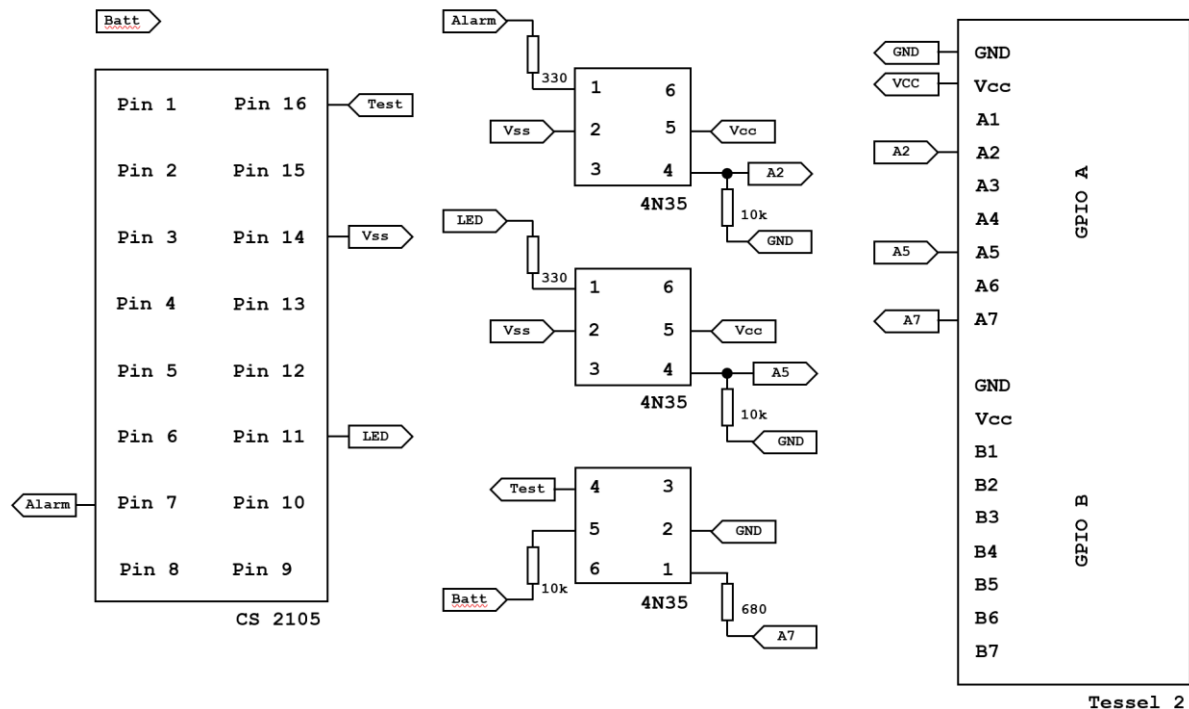 Batt
Pin 1 Pin 16 Test
Pin 2 Pin 15
Pin 3 Pin 14 Vss
Pin 4 Pin 13
Pin 5 Pin 12
Pin 6 Pin 11 LED
Alarm Pin 7 Pin 10
Pin 8 Pin 9
CS 2105
Alarm
330
1 6
Vss 2 5 Vcc
3 4 A2
4N35
10k
GND
LED
330
1 6
Vss 2 5 Vcc
3 4 A5
4N35
10k
GND
Test 4 3
5 2 GND
6 1
10k
Batt
4N35
680
A7
GND GND
VCC Vcc
A1
A2 A2
A3
A4
A5 A5
A6
A7 A7
GPIO A
GND
Vcc
B1
B2
B3
B4
B5
B6
B7
GPIO B
Tessel 2